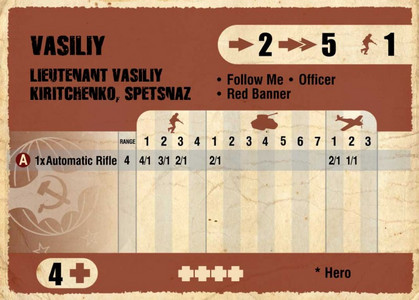 VASILIY
2 5 1
LIEUTENANT VASILIY
KIRITCHENKO, SPETSNAZ
• Follow Me • Officer
• Red Banner
RANGE 1 2 3 4 1 2 3 4 5 6 7 1 2 3
A 1x Automatic Rifle 4 4/1 3/1 2/1 2/1 2/1 1/1
4
* Hero